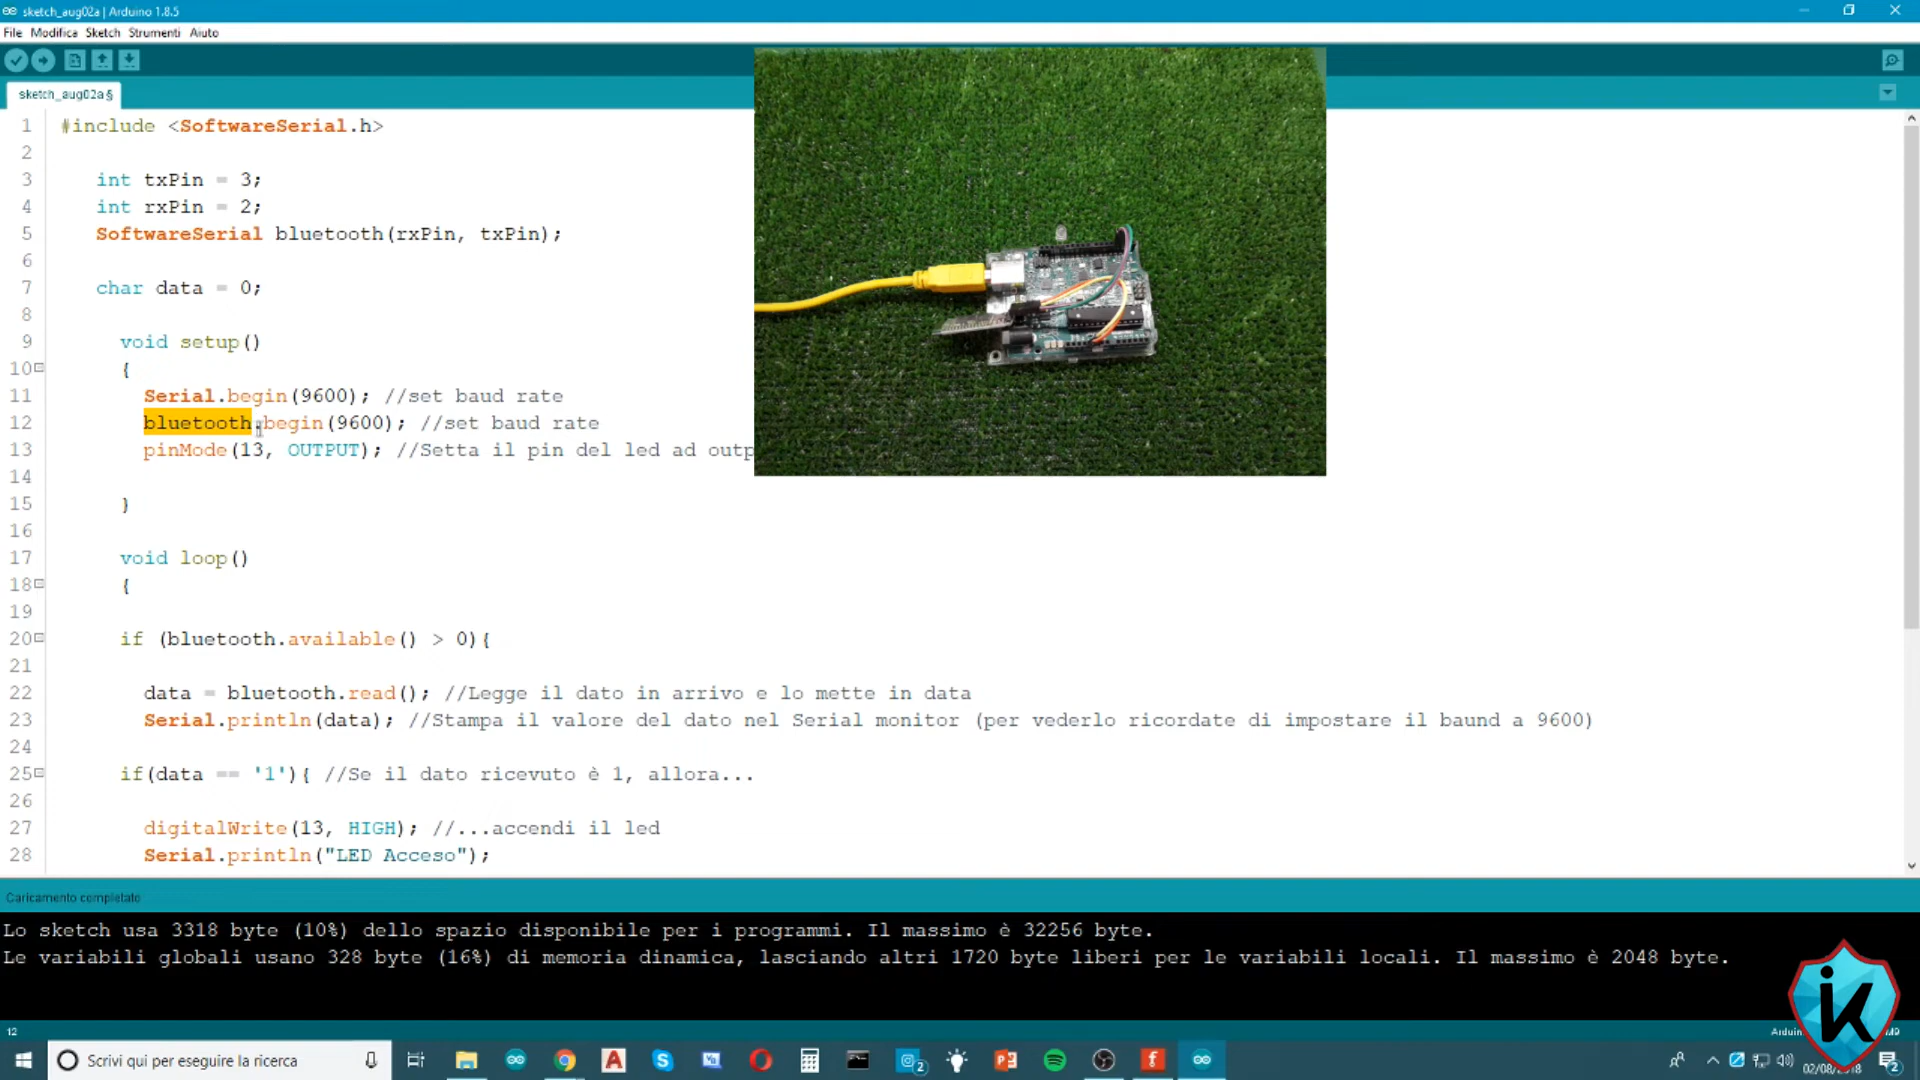 sketch_aug02a | Arduino 1.8.5
File Modifica Sketch Strumenti Aiuto
sketch_aug02a §
1 #include <SoftwareSerial.h>
2
3 int txPin = 3;
4 int rxPin = 2;
5 SoftwareSerial bluetooth(rxPin, txPin);
6
7 char data = 0;
8
9 void setup()
10 {
11 Serial.begin(9600); //set baud rate
12 bluetooth.begin(9600); //set baud rate
13 pinMode(13, OUTPUT); //Setta il pin del led ad outp
14
15 }
16
17 void loop()
18 {
19
20 if (bluetooth.available() > 0){
21
22 data = bluetooth.read(); //Legge il dato in arrivo e lo mette in data
23 Serial.println(data); //Stampa il valore del dato nel Serial monitor (per vederlo ricordate di impostare il baund a 9600)
24
25 if(data == '1'){ //Se il dato ricevuto è 1, allora...
26
27 digitalWrite(13, HIGH); //...accendi il led
28 Serial.println("LED Acceso");
Caricamento completato
Lo sketch usa 3318 byte (10%) dello spazio disponibile per i programmi. Il massimo è 32256 byte.
Le variabili globali usano 328 byte (16%) di memoria dinamica, lasciando altri 1720 byte liberi per le variabili locali. Il massimo è 2048 byte.
12
iK
Scrivi qui per eseguire la ricerca
2
2